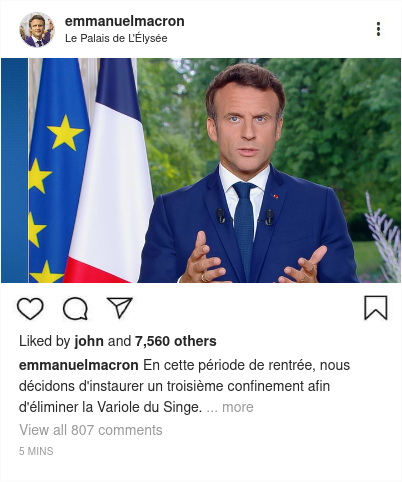 emmanuelmacron
Le Palais de L'Élysée
Liked by john and 7,560 others
emmanuelmacron En cette période de rentrée, nous
décidons d'instaurer un troisième confinement afin
d'éliminer la Variole du Singe. ... more
View all 807 comments
5 MINS